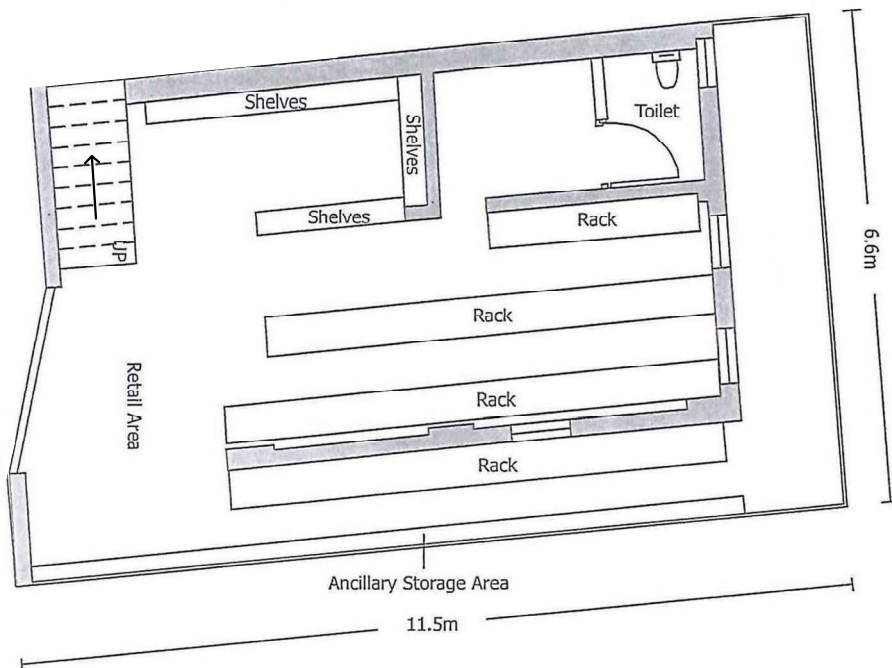 Shelves
Shelves
Toilet
Shelves
Rack
UP
6.6m
Rack
Retail Area
Rack
Rack
Ancillary Storage Area
11.5m